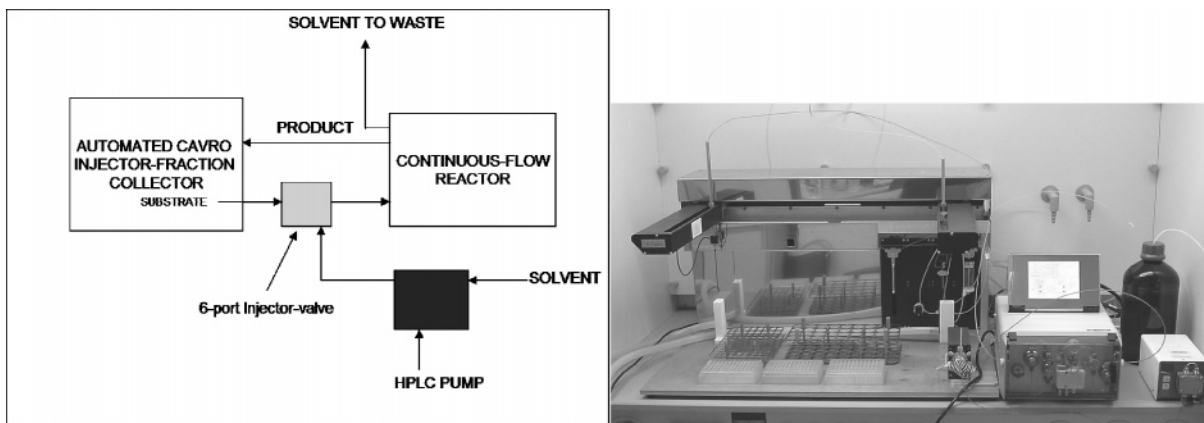 SOLVENT TO WASTE
PRODUCT
AUTOMATED CAVRO
INJECTOR-FRACTION
COLLECTOR
SUBSTRATE
CONTINUOUS-FLOW
REACTOR
SOLVENT
6-port Injector-valve
HPLC PUMP